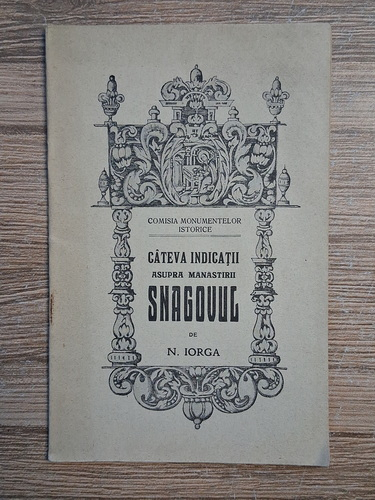 COMISIA MONUMENTELOR
ISTORICE
CÂTEVA INDICAȚII
ASUPRA MANASTIRII
SNAGOVUL
DE
N. IORGA